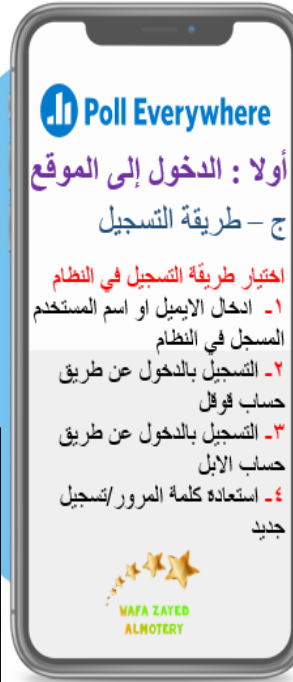 Poll Everywhere
أولا : الدخول إلى الموقع
ج – طريقة التسجيل
اختيار طريقة التسجيل في النظام
١- ادخال الايميل او اسم المستخدم
المسجل في النظام
٢- التسجيل بالدخول عن طريق
حساب قوقل
٣- التسجيل بالدخول عن طريق
حساب الابل
٤- استعادة كلمة المرور/تسجيل
جديد
WAFA ZAYED
ALMOTERY